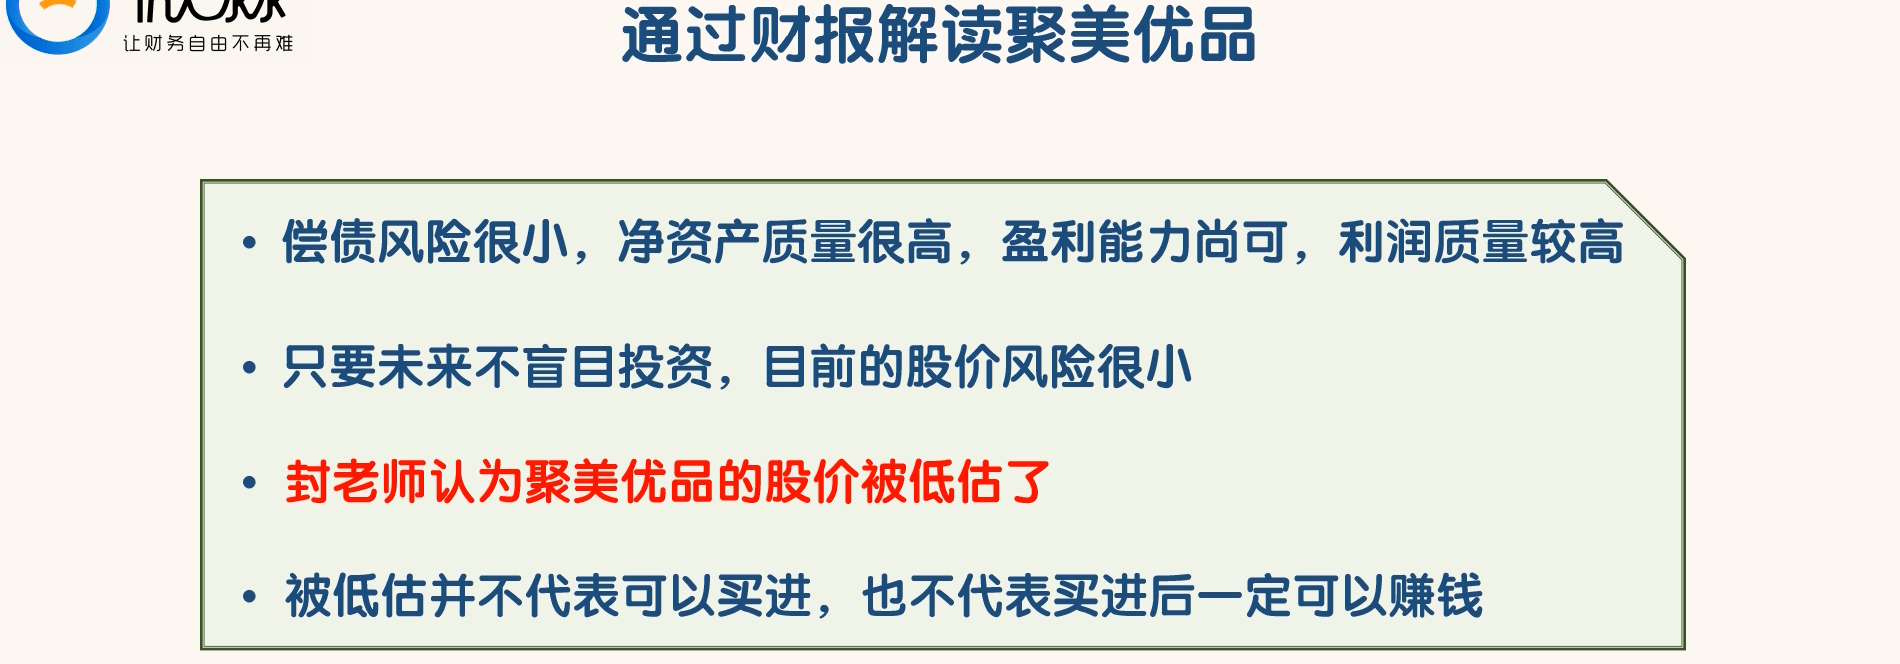 让财务自由不再难
通过财报解读聚美优品
• 偿债风险很小，净资产质量很高，盈利能力尚可，利润质量较高
• 只要未来不盲目投资，目前的股价风险很小
• 封老师认为聚美优品的股价被低估了
• 被低估并不代表可以买进，也不代表买进后一定可以赚钱